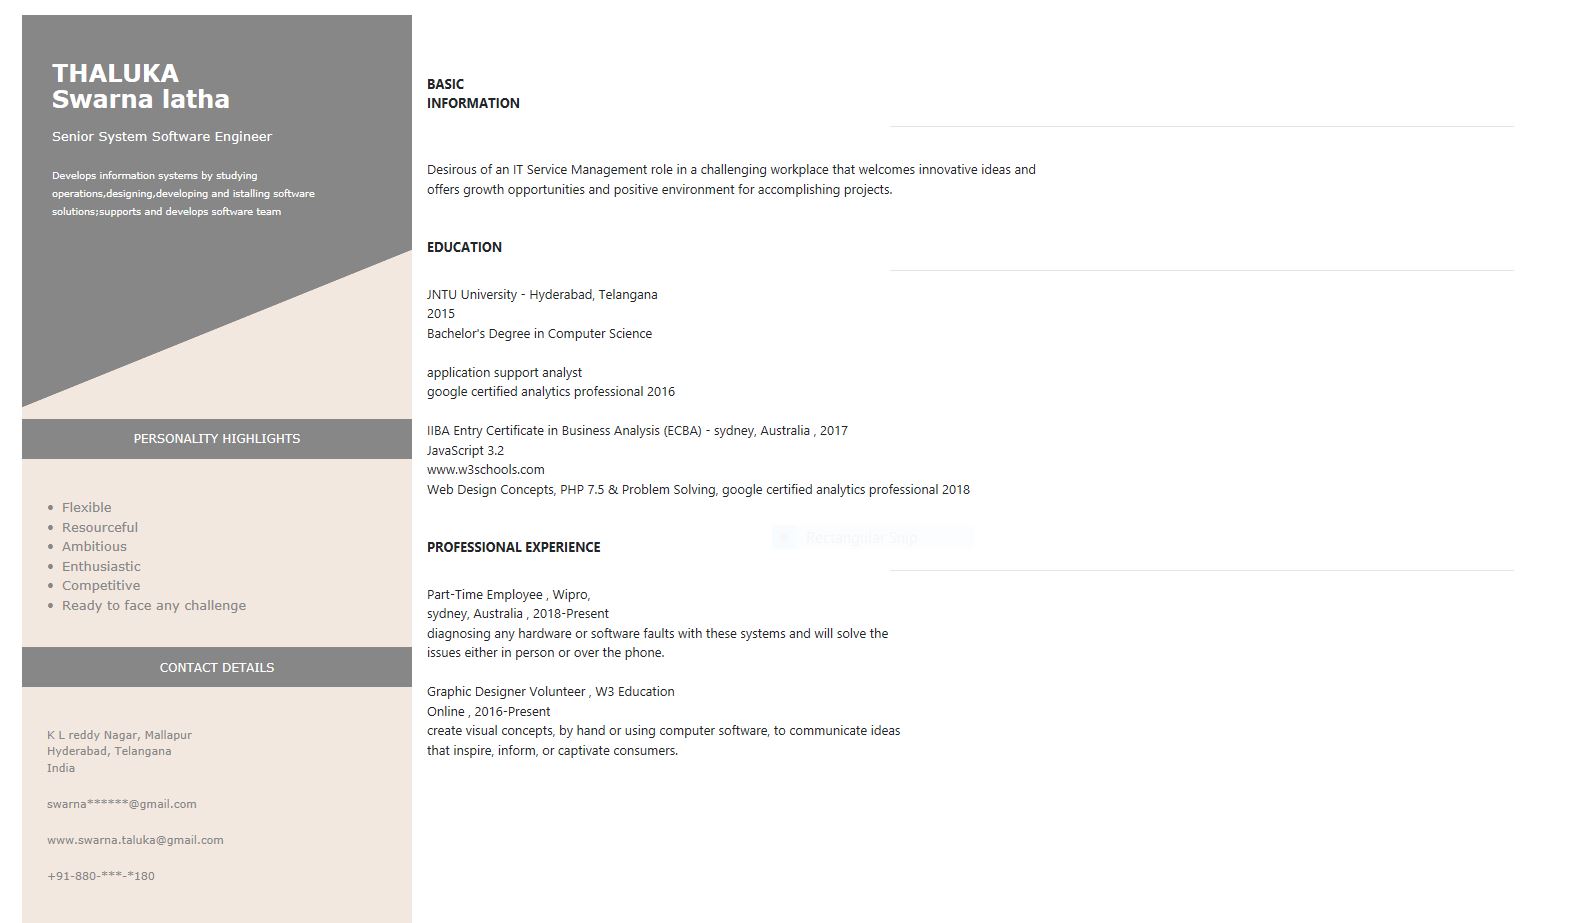 THALUKA
Swarna latha
Senior System Software Engineer
Develops information systems by studying
operations,designing,developing and istalling software
solutions;supports and develops software team
PERSONALITY HIGHLIGHTS
• Flexible
• Resourceful
• Ambitious
• Enthusiastic
• Competitive
• Ready to face any challenge
CONTACT DETAILS
K L reddy Nagar, Mallapur
Hyderabad, Telangana
India
swarna******@gmail.com
www.swarna.taluka@gmail.com
+91-880-***-*180
BASIC
INFORMATION
Desirous of an IT Service Management role in a challenging workplace that welcomes innovative ideas and
offers growth opportunities and positive environment for accomplishing projects.
EDUCATION
JNTU University - Hyderabad, Telangana
2015
Bachelor's Degree in Computer Science
application support analyst
google certified analytics professional 2016
IIBA Entry Certificate in Business Analysis (ECBA) - sydney, Australia , 2017
JavaScript 3.2
www.w3schools.com
Web Design Concepts, PHP 7.5 & Problem Solving, google certified analytics professional 2018
Rectangular Snip
PROFESSIONAL EXPERIENCE
Part-Time Employee , Wipro,
sydney, Australia , 2018-Present
diagnosing any hardware or software faults with these systems and will solve the
issues either in person or over the phone.
Graphic Designer Volunteer , W3 Education
Online , 2016-Present
create visual concepts, by hand or using computer software, to communicate ideas
that inspire, inform, or captivate consumers.